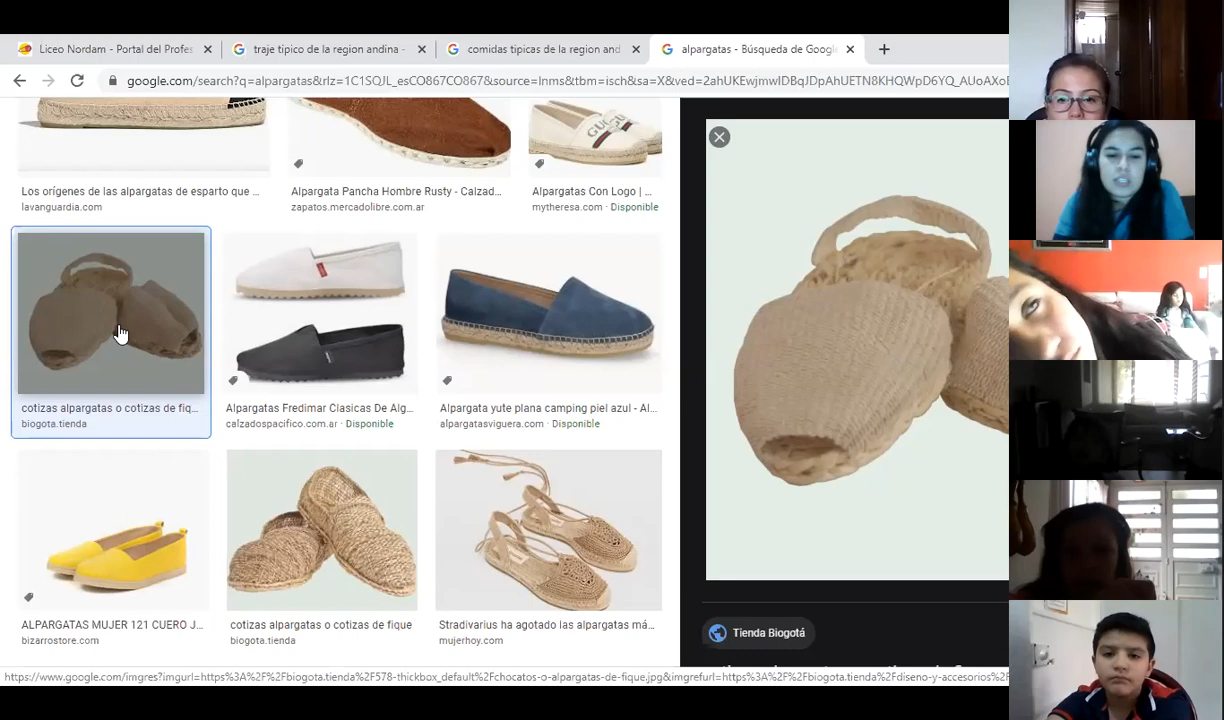 Liceo Nordam - Portal del Profes
traje tipico de la region andina -
comidas tipicas de la region and
alpargatas - Búsqueda de Google
google.com/search?q=alpargatas&rlz=1C1SQJL_esCO867CO867&source=lnms&tbm=isch&sa=X&ved=2ahUKEwjmwIDBqJDpAhUETN8KHQWpD6YQ_AUoAXoE
GUCCI
Los orígenes de las alpargatas de esparto que ...
lavanguardia.com
Alpargata Pancha Hombre Rusty - Calzad...
zapatos.mercadolibre.com.ar
Alpargatas Con Logo | ...
mytheresa.com · Disponible
cotizas alpargatas o cotizas de fiq...
biogota.tienda
Alpargatas Fredimar Clasicas De Alg...
calzadospacifico.com.ar · Disponible
Alpargata yute plana camping piel azul - Al...
alpargatasviguera.com · Disponible
ALPARGATAS MUJER 121 CUERO J...
bizarrostore.com
cotizas alpargatas o cotizas de fique
biogota.tienda
Stradivarius ha agotado las alpargatas má...
mujerhoy.com
Tienda Biogotá
https://www.google.com/imgres?imgurl=https%3A%2F%2Fbiogota.tienda%2F578-thickbox_default%2Fchocatos-o-alpargatas-de-fique.jpg&imgrefurl=https%3A%2F%2Fbiogota.tienda%2Fdiseno-y-accesorios%2F